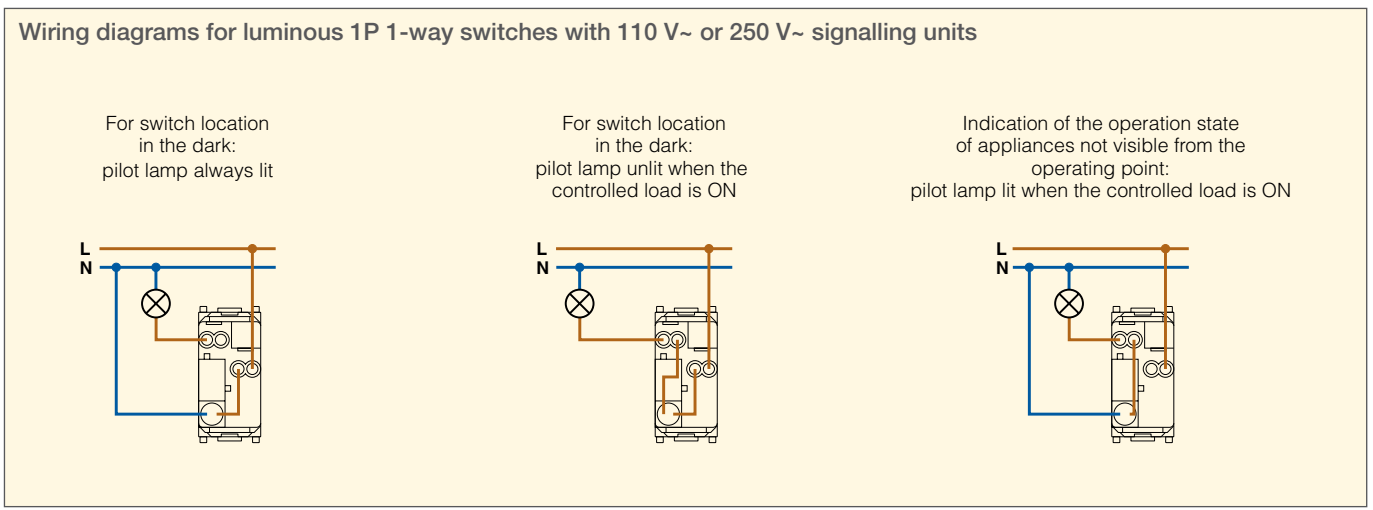 Wiring diagrams for luminous 1P 1-way switches with 110 V~ or 250 V~ signalling units
For switch location
in the dark:
pilot lamp always lit
L
N
For switch location
in the dark:
pilot lamp unlit when the
controlled load is ON
L
N
Indication of the operation state
of appliances not visible from the
operating point:
pilot lamp lit when the controlled load is ON
L
N